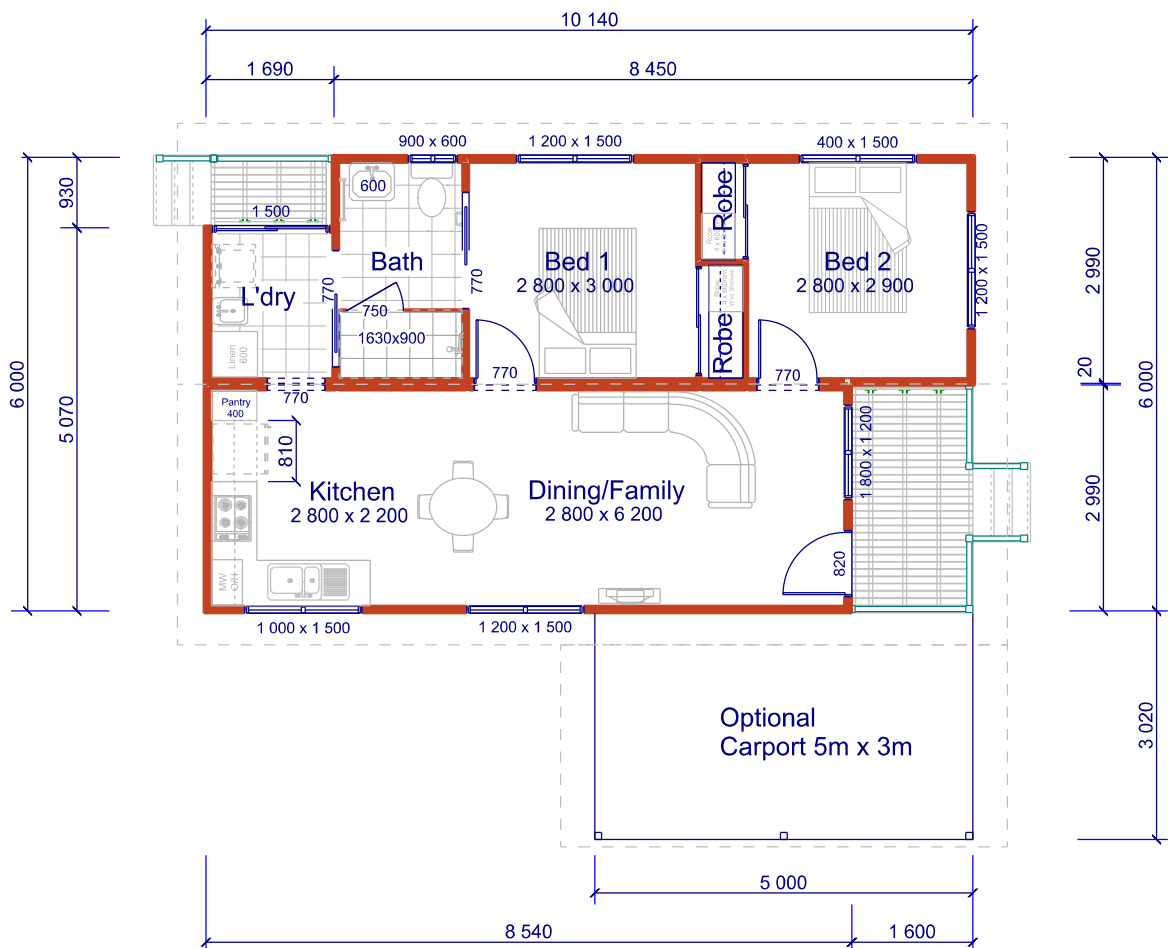 10 140
1 690
8 450
900 x 600
1 200 x 1 500
400 x 1 500
930
1 500
600
Robe
Robe
Bath
Bed 1
2 800 x 3 000
Bed 2
2 800 x 2 900
1 200 x 1 500
2 990
L'dry
770
770
750
1630x900
Linen
600
Robe
770
770
770
20
6 000
5 070
6 000
Pantry
400
810
Kitchen
2 800 x 2 200
Dining/Family
2 800 x 6 200
1 800 x 1 200
2 990
820
MW
O/H
1 000 x 1 500
1 200 x 1 500
Optional
Carport 5m x 3m
3 020
5 000
8 540
1 600